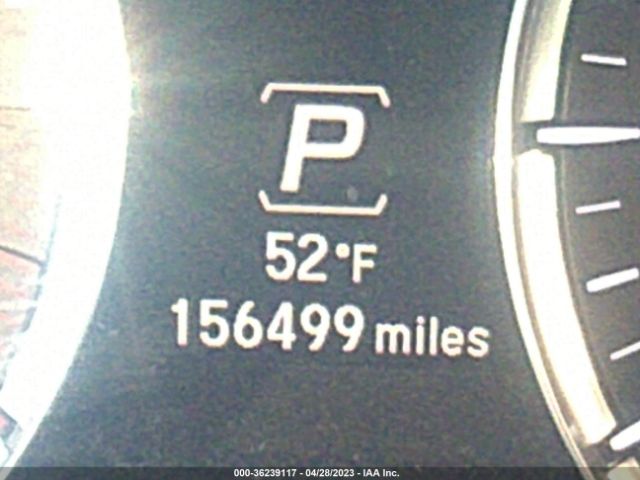 P
52°F
156499 miles
000-36239117 - 04/28/2023 - IAA Inc.